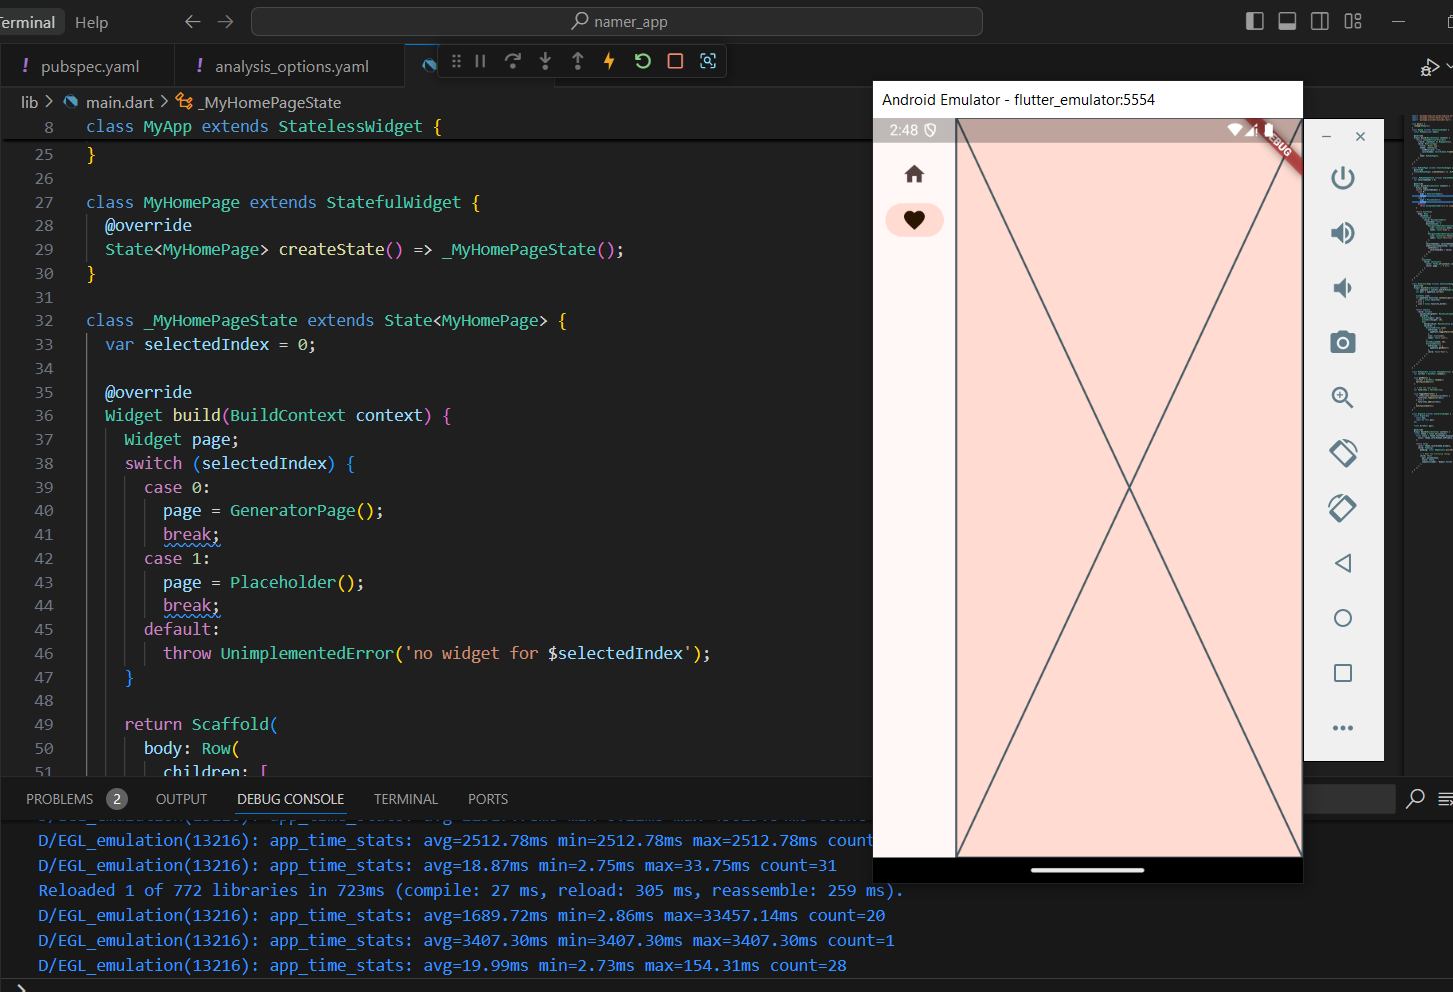 Terminal Help
namer_app
! pubspec.yaml
! analysis_options.yaml
lib > main.dart > _MyHomePageState
8 class MyApp extends StatelessWidget {
25 }
26
27 class MyHomePage extends StatefulWidget {
28 @override
29 State<MyHomePage> createState() => _MyHomePageState();
30 }
31
32 class _MyHomePageState extends State<MyHomePage> {
33 var selectedIndex = 0;
34
35 @override
36 Widget build(BuildContext context) {
37 Widget page;
38 switch (selectedIndex) {
39 case 0:
40 page = GeneratorPage();
41 break;
42 case 1:
43 page = Placeholder();
44 break;
45 default:
46 throw UnimplementedError('no widget for $selectedIndex');
47 }
48
49 return Scaffold(
50 body: Row(
51 children: [
Android Emulator - flutter_emulator:5554
2:48
PROBLEMS 2 OUTPUT DEBUG CONSOLE TERMINAL PORTS
D/EGL_emulation(13216): app_time_stats: avg=2512.78ms min=2512.78ms max=2512.78ms count
D/EGL_emulation(13216): app_time_stats: avg=18.87ms min=2.75ms max=33.75ms count=31
Reloaded 1 of 772 libraries in 723ms (compile: 27 ms, reload: 305 ms, reassemble: 259 ms).
D/EGL_emulation(13216): app_time_stats: avg=1689.72ms min=2.86ms max=33457.14ms count=20
D/EGL_emulation(13216): app_time_stats: avg=3407.30ms min=3407.30ms max=3407.30ms count=1
D/EGL_emulation(13216): app_time_stats: avg=19.99ms min=2.73ms max=154.31ms count=28